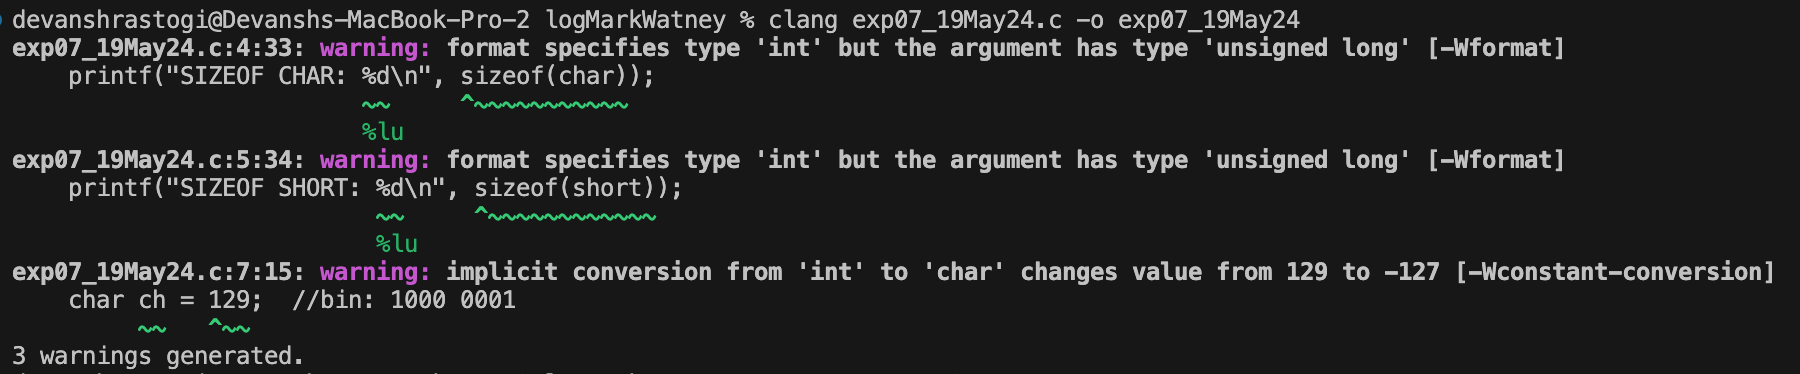 devanshrastogi@Devanshs-MacBook-Pro-2 logMarkWatney % clang exp07_19May24.c -o exp07_19May24
exp07_19May24.c:4:33: warning: format specifies type 'int' but the argument has type 'unsigned long' [-Wformat]
    printf("SIZEOF CHAR: %d\n", sizeof(char));
                         ~~     ^~~~~~~~~~~~
                         %lu
exp07_19May24.c:5:34: warning: format specifies type 'int' but the argument has type 'unsigned long' [-Wformat]
    printf("SIZEOF SHORT: %d\n", sizeof(short));
                          ~~     ^~~~~~~~~~~~~
                          %lu
exp07_19May24.c:7:15: warning: implicit conversion from 'int' to 'char' changes value from 129 to -127 [-Wconstant-conversion]
    char ch = 129;  //bin: 1000 0001
         ~~   ^~~
3 warnings generated.